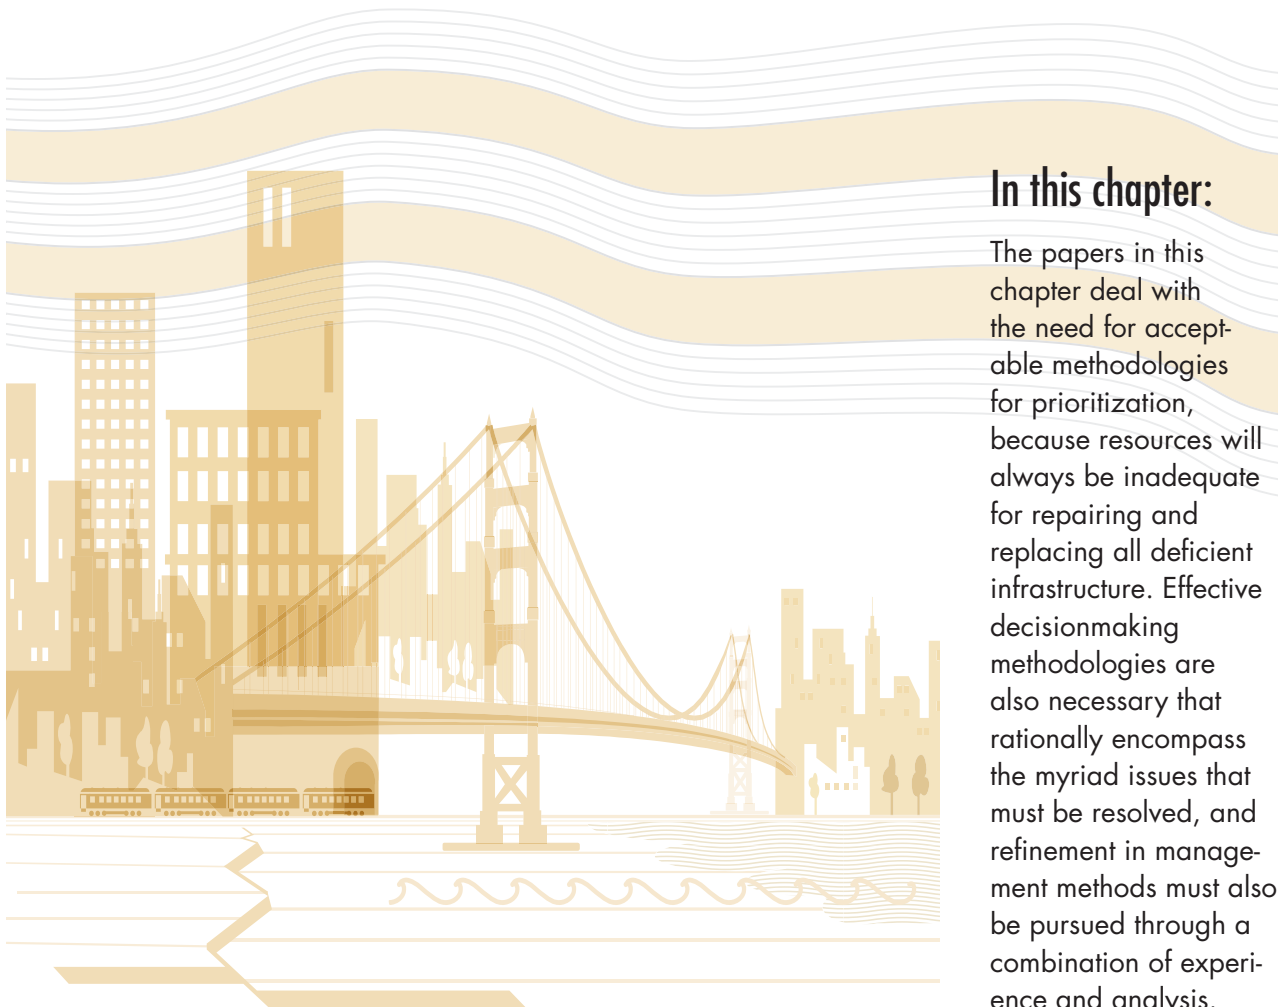 In this chapter:
The papers in this
chapter deal with
the need for accept-
able methodologies
for prioritization,
because resources will
always be inadequate
for repairing and
replacing all deficient
infrastructure. Effective
decisionmaking
methodologies are
also necessary that
rationally encompass
the myriad issues that
must be resolved, and
refinement in manage-
ment methods must also
be pursued through a
combination of experi-
ence and analysis.